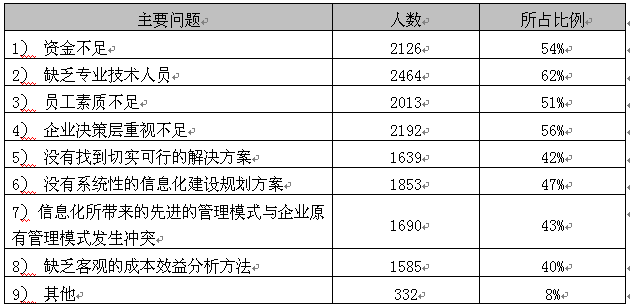 主要问题 人数 所占比例
1） 资金不足 2126 54%
2） 缺乏专业技术人员 2464 62%
3） 员工素质不足 2013 51%
4） 企业决策层重视不足 2192 56%
5） 没有找到切实可行的解决方案 1639 42%
6） 没有系统性的信息化建设规划方案 1853 47%
7） 信息化所带来的先进的管理模式与企业原
有管理模式发生冲突 1690 43%
8） 缺乏客观的成本效益分析方法 1585 40%
9） 其他 332 8%